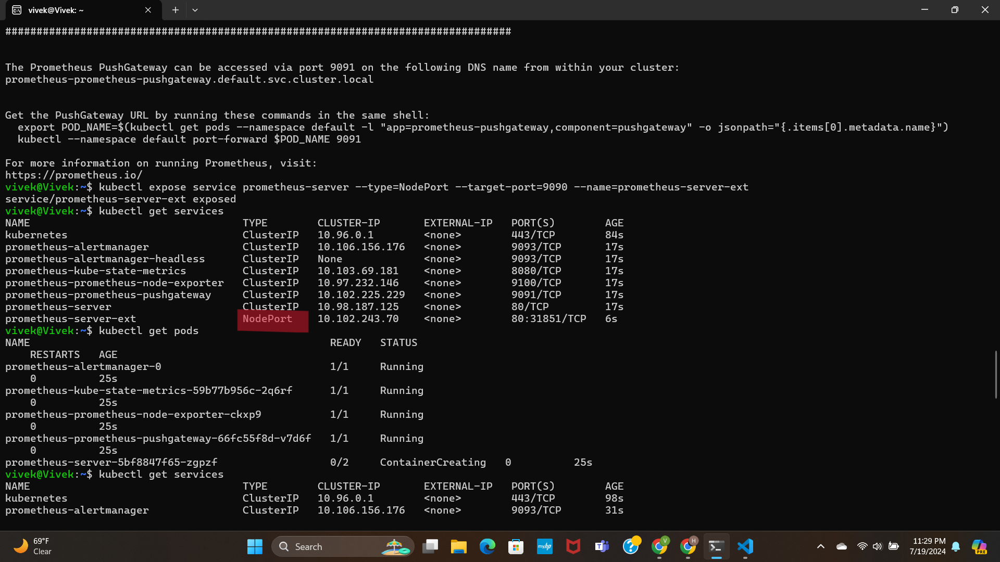 vivek@Vivek: ~
################################################################################
The Prometheus PushGateway can be accessed via port 9091 on the following DNS name from within your cluster:
prometheus-prometheus-pushgateway.default.svc.cluster.local
Get the PushGateway URL by running these commands in the same shell:
  export POD_NAME=$(kubectl get pods --namespace default -l "app=prometheus-pushgateway,component=pushgateway" -o jsonpath="{.items[0].metadata.name}")
  kubectl --namespace default port-forward $POD_NAME 9091
For more information on running Prometheus, visit:
https://prometheus.io/
vivek@Vivek:~$ kubectl expose service prometheus-server --type=NodePort --target-port=9090 --name=prometheus-server-ext
service/prometheus-server-ext exposed
vivek@Vivek:~$ kubectl get services
NAME                                  TYPE        CLUSTER-IP       EXTERNAL-IP   PORT(S)        AGE
kubernetes                            ClusterIP   10.96.0.1        <none>        443/TCP        84s
prometheus-alertmanager               ClusterIP   10.106.156.176   <none>        9093/TCP       17s
prometheus-alertmanager-headless      ClusterIP   None             <none>        9093/TCP       17s
prometheus-kube-state-metrics         ClusterIP   10.103.69.181    <none>        8080/TCP       17s
prometheus-prometheus-node-exporter   ClusterIP   10.97.232.146    <none>        9100/TCP       17s
prometheus-prometheus-pushgateway     ClusterIP   10.102.225.229   <none>        9091/TCP       17s
prometheus-server                     ClusterIP   10.98.187.125    <none>        80/TCP         17s
prometheus-server-ext                 NodePort    10.102.243.70    <none>        80:31851/TCP   6s
vivek@Vivek:~$ kubectl get pods
NAME                                                READY   STATUS
    RESTARTS   AGE
prometheus-alertmanager-0                           1/1     Running
    0          25s
prometheus-kube-state-metrics-59b77b956c-2q6rf      1/1     Running
    0          25s
prometheus-prometheus-node-exporter-ckxp9           1/1     Running
    0          25s
prometheus-prometheus-pushgateway-66fc55f8d-v7d6f   1/1     Running
    0          25s
prometheus-server-5bf8847f65-zgpzf                  0/2     ContainerCreating   0          25s
vivek@Vivek:~$ kubectl get services
NAME                                  TYPE        CLUSTER-IP       EXTERNAL-IP   PORT(S)        AGE
kubernetes                            ClusterIP   10.96.0.1        <none>        443/TCP        98s
prometheus-alertmanager               ClusterIP   10.106.156.176   <none>        9093/TCP       31s
69°F
Clear
Search
myhp
T
V
H
11:29 PM
7/19/2024
PRE